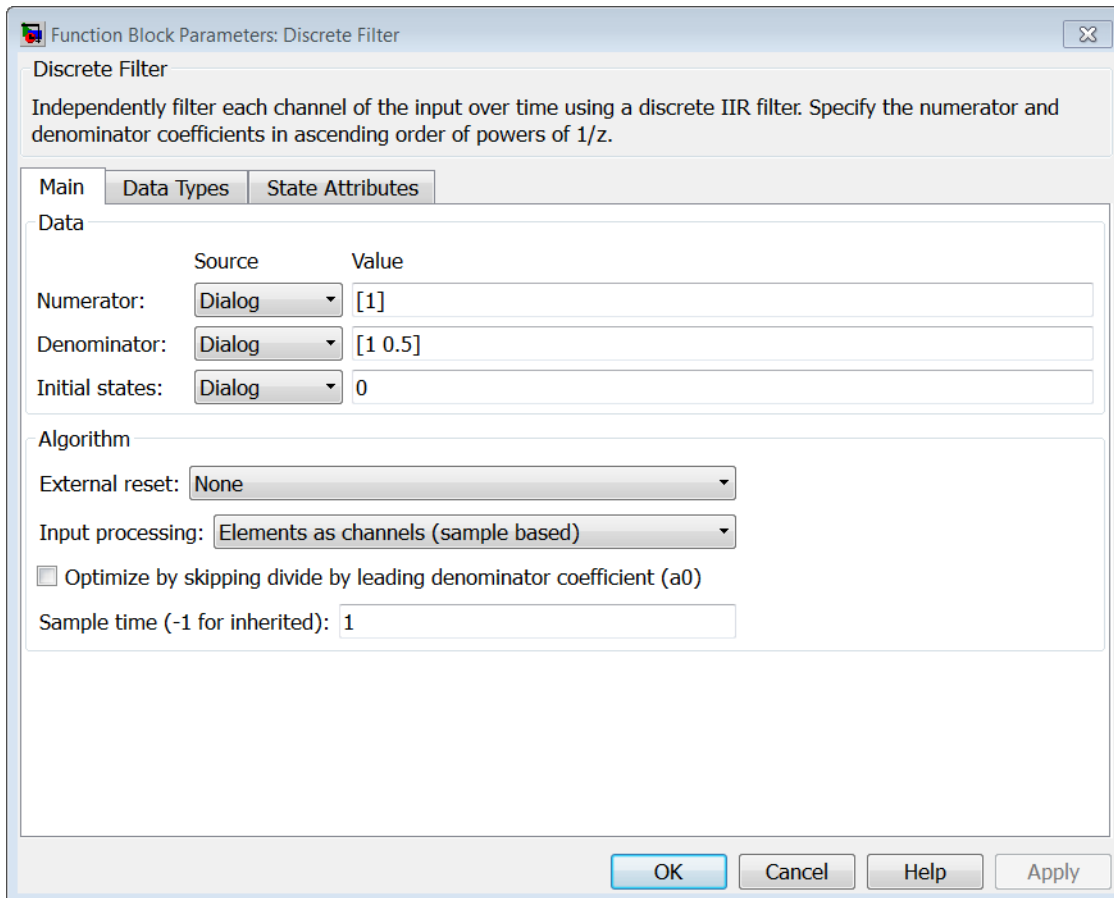 Function Block Parameters: Discrete Filter
Discrete Filter
Independently filter each channel of the input over time using a discrete IIR filter. Specify the numerator and
denominator coefficients in ascending order of powers of 1/z.
Main Data Types State Attributes
Data
Source Value
Numerator: Dialog [1]
Denominator: Dialog [1 0.5]
Initial states: Dialog 0
Algorithm
External reset: None
Input processing: Elements as channels (sample based)
Optimize by skipping divide by leading denominator coefficient (a0)
Sample time (-1 for inherited): 1
OK Cancel Help Apply